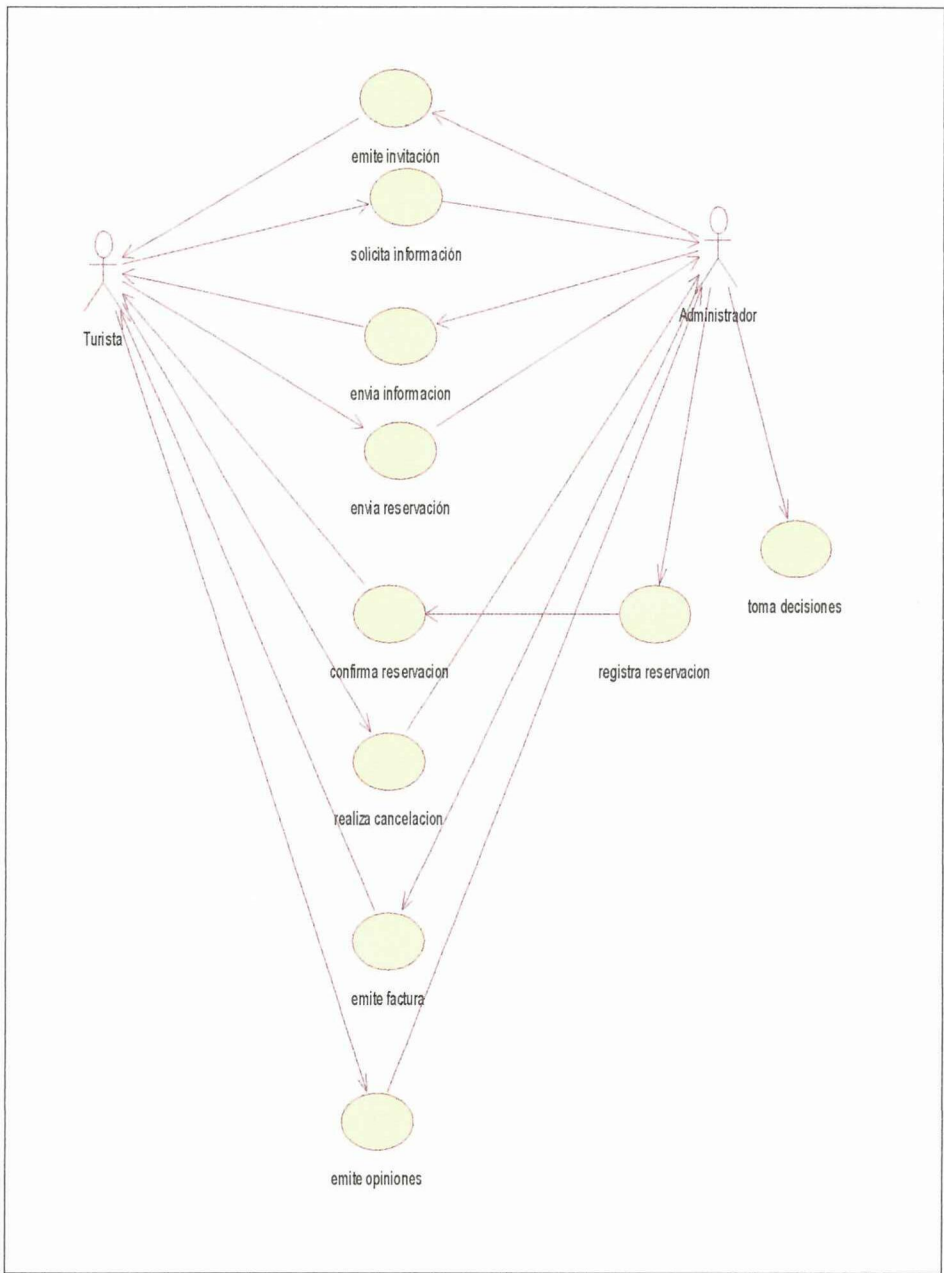 emite invitación
solicita información
Turista
Administrador
envia informacion
envia reservación
toma decisiones
confirma reservacion
registra reservacion
realiza cancelacion
emite factura
emite opiniones